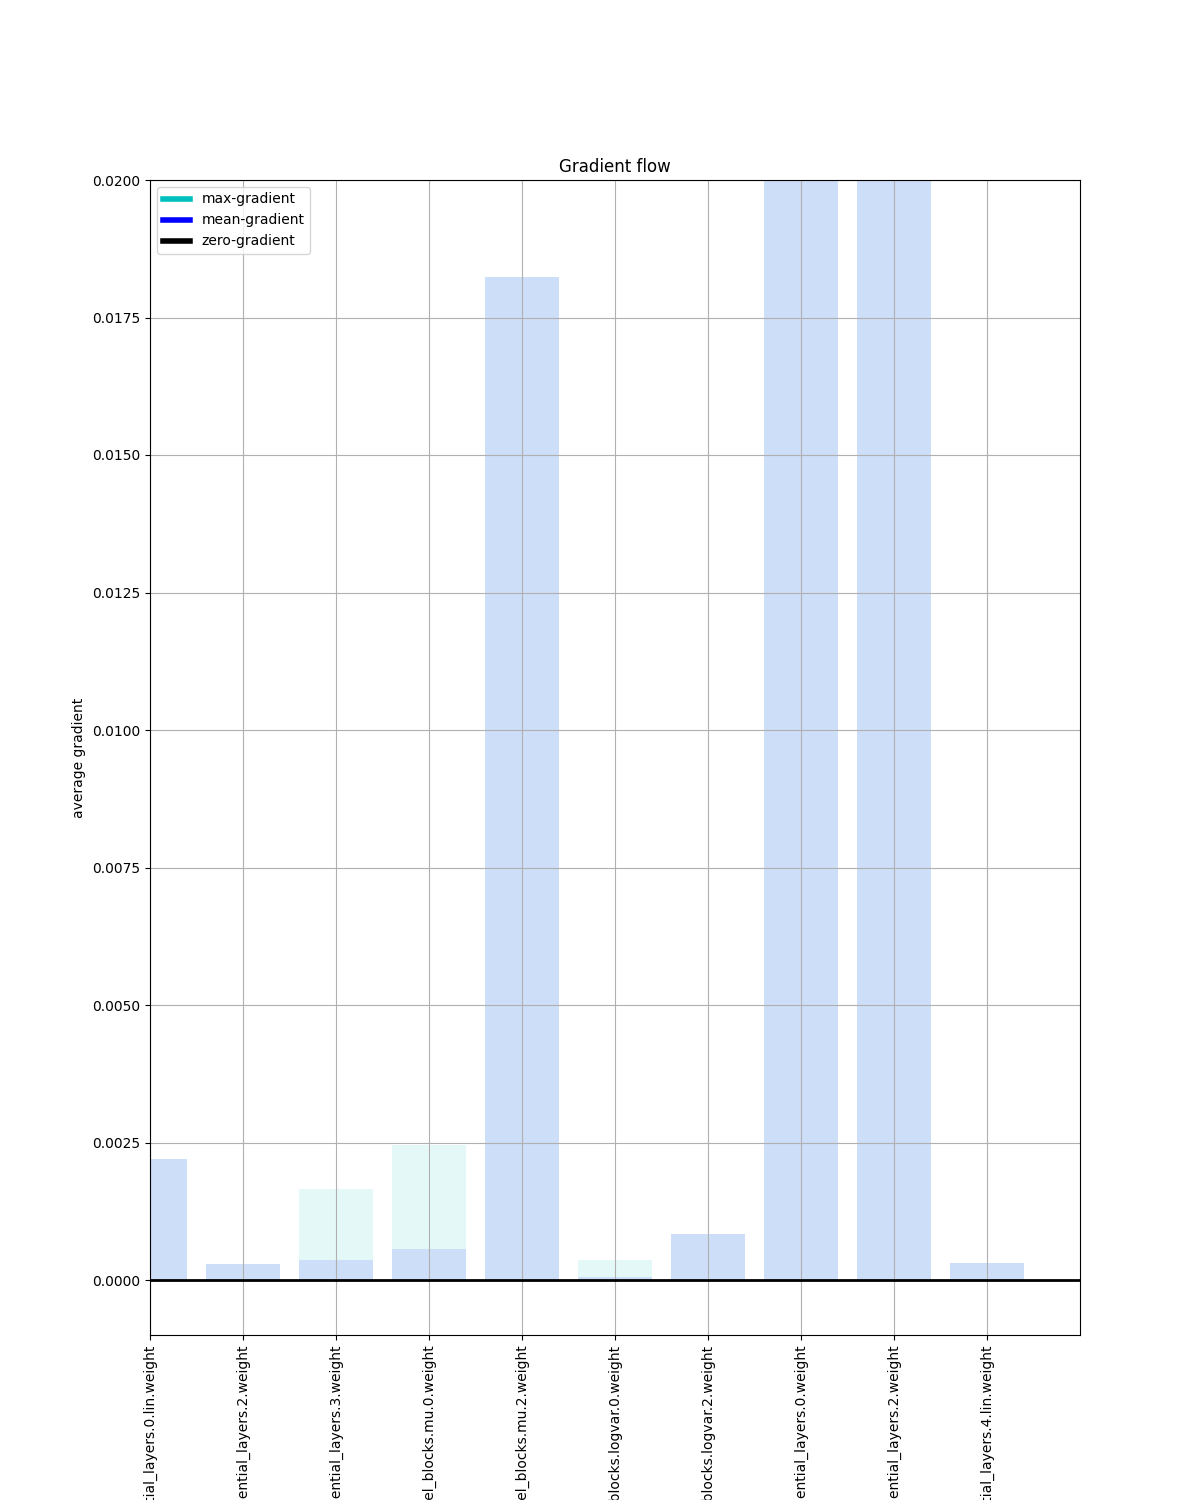 Gradient flow
max-gradient
mean-gradient
zero-gradient
0.0200
0.0175
0.0150
0.0125
0.0100
0.0075
0.0050
0.0025
0.0000
average gradient
tial_layers.0.lin.weight
ential_layers.2.weight
ential_layers.3.weight
el_blocks.mu.0.weight
el_blocks.mu.2.weight
blocks.logvar.0.weight
blocks.logvar.2.weight
ential_layers.0.weight
ential_layers.2.weight
tial_layers.4.lin.weight